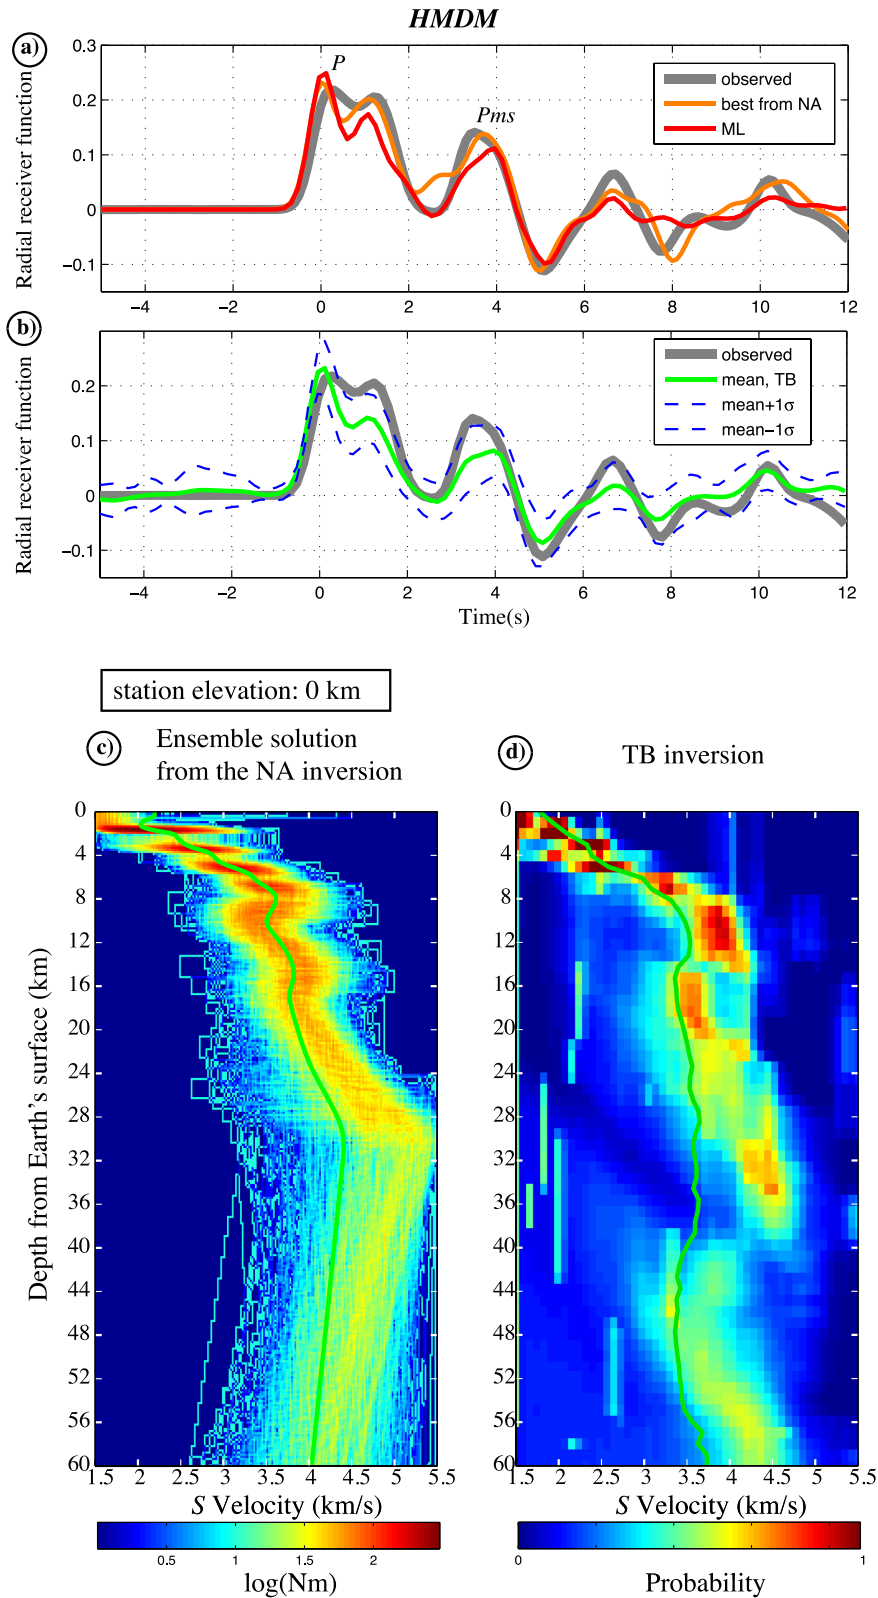 HMDM
a)
0.3
0.2
0.1
0
−0.1
Radial receiver function
P
Pms
observed
best from NA
ML
−4 −2 0 2 4 6 8 10 12
b)
0.2
0.1
0
−0.1
Radial receiver function
observed
mean, TB
mean+1σ
mean−1σ
−4 −2 0 2 4 6 8 10 12
Time(s)
station elevation: 0 km
c)
Ensemble solution
from the NA inversion
d)
TB inversion
Depth from Earth's surface (km)
0
4
8
12
16
20
24
28
32
36
40
44
48
52
56
60
1.5 2 2.5 3 3.5 4 4.5 5 5.5
S Velocity (km/s)
0.5 1 1.5 2
log(Nm)
0
4
8
12
16
20
24
28
32
36
40
44
48
52
56
60
1.5 2 2.5 3 3.5 4 4.5 5 5.5
S Velocity (km/s)
0 1
Probability